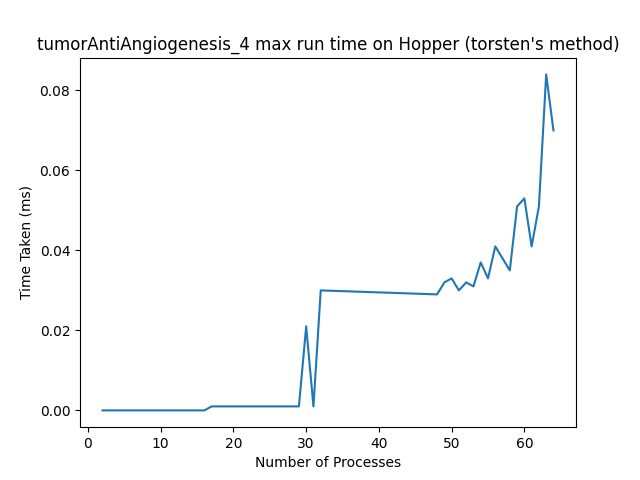 tumorAntiAngiogenesis_4 max run time on Hopper (torsten's method)
Time Taken (ms)
0.08
0.06
0.04
0.02
0.00
0 10 20 30 40 50 60
Number of Processes